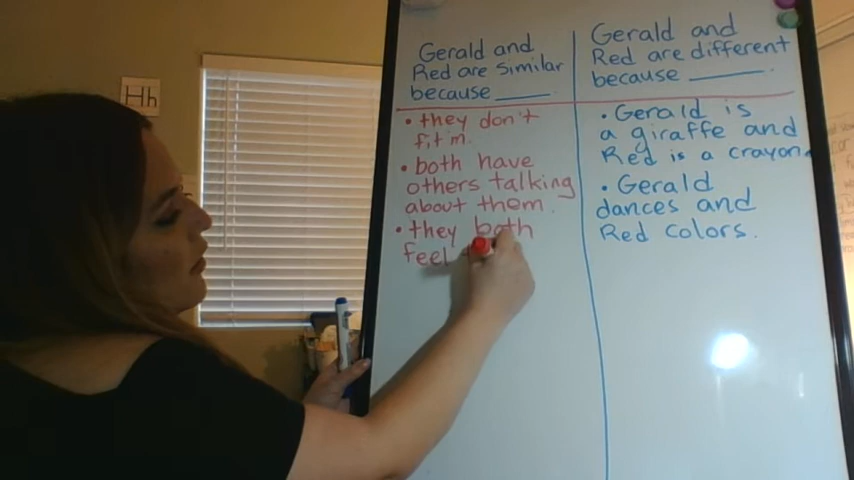 Hh
Gerald and
Red are similar
because ____
• they don't
fit in.
• both have
others talking
about them.
• they both
feel
Gerald and
Red are different
because ____.
• Gerald is
a giraffe and
Red is a crayon.
• Gerald
dances and
Red colors.